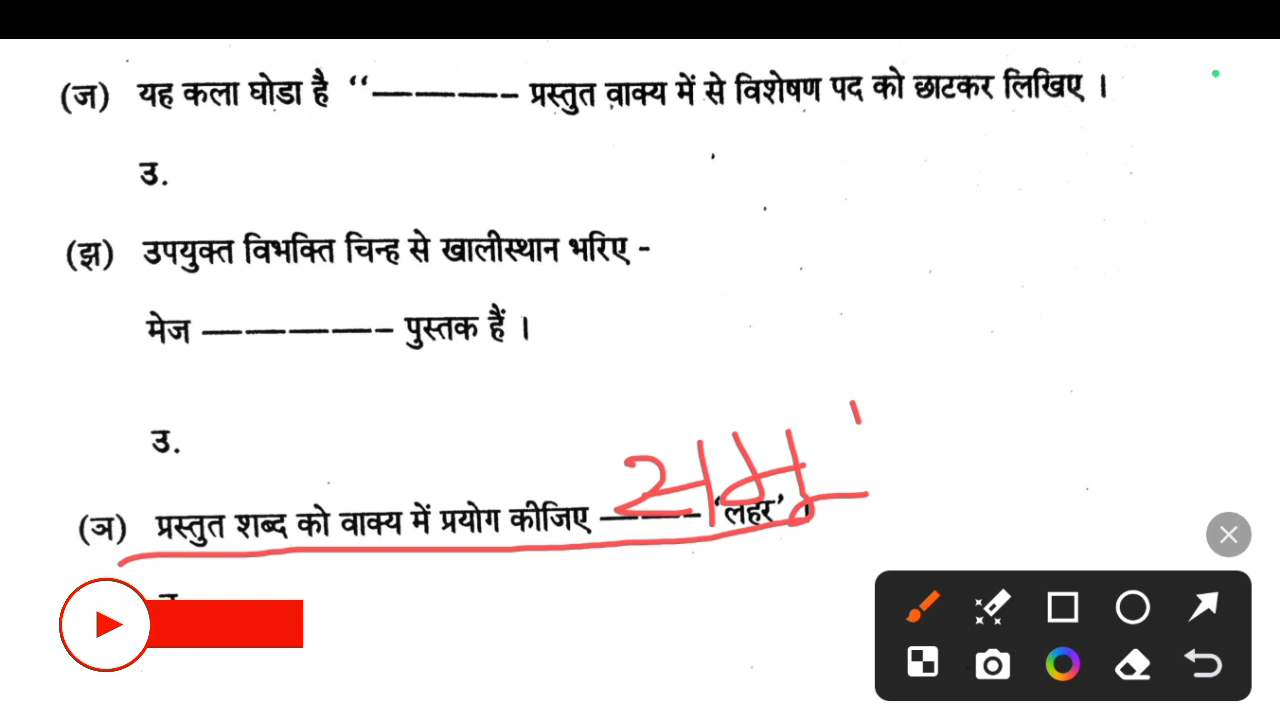 (ज) यह कला घोडा है “———— प्रस्तुत वाक्य में से विशेषण पद को छाटकर लिखिए ।
उ.
(झ) उपयुक्त विभक्ति चिन्ह से खालीस्थान भरिए -
मेज ————— पुस्तक हैं ।
उ.
(ञ) प्रस्तुत शब्द को वाक्य में प्रयोग कीजिए ——— ‘लहर’ ।